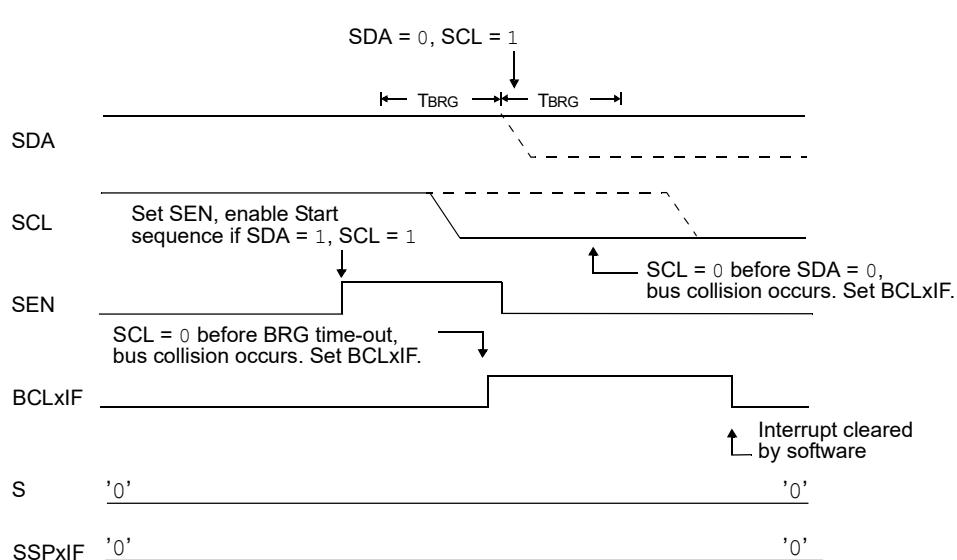 SDA = 0, SCL = 1
TBRG TBRG
SDA
SCL
Set SEN, enable Start
sequence if SDA = 1, SCL = 1
SCL = 0 before SDA = 0,
bus collision occurs. Set BCLxIF.
SEN
SCL = 0 before BRG time-out,
bus collision occurs. Set BCLxIF.
BCLxIF
Interrupt cleared
by software
S '0' '0'
SSPxIF '0' '0'